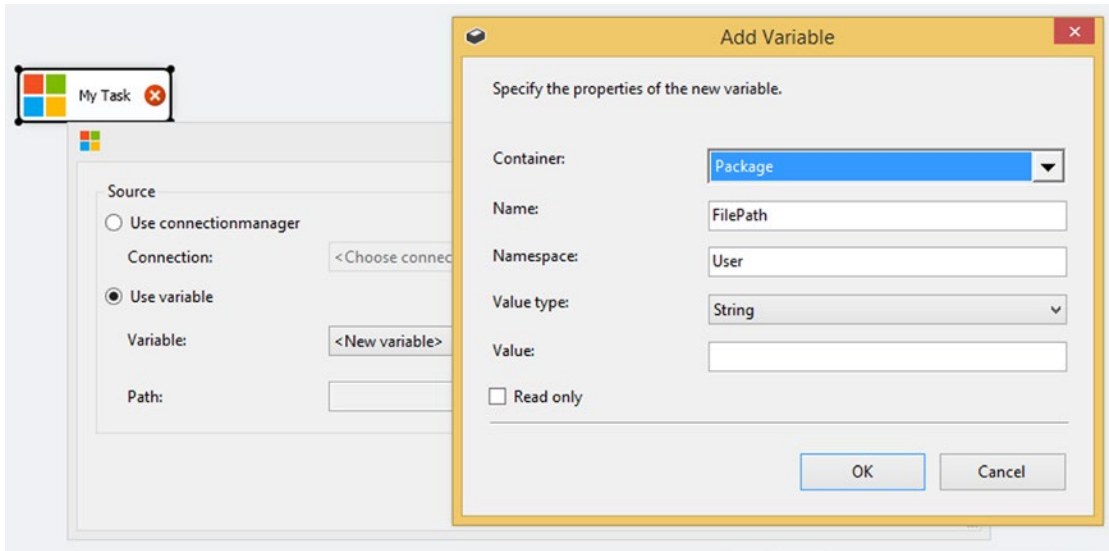 Add Variable
Specify the properties of the new variable.
Container: Package
Name: FilePath
Namespace: User
Value type: String
Value:
Read only
OK Cancel
My Task
Source
Use connectionmanager
Connection: <Choose connec
Use variable
Variable: <New variable>
Path: